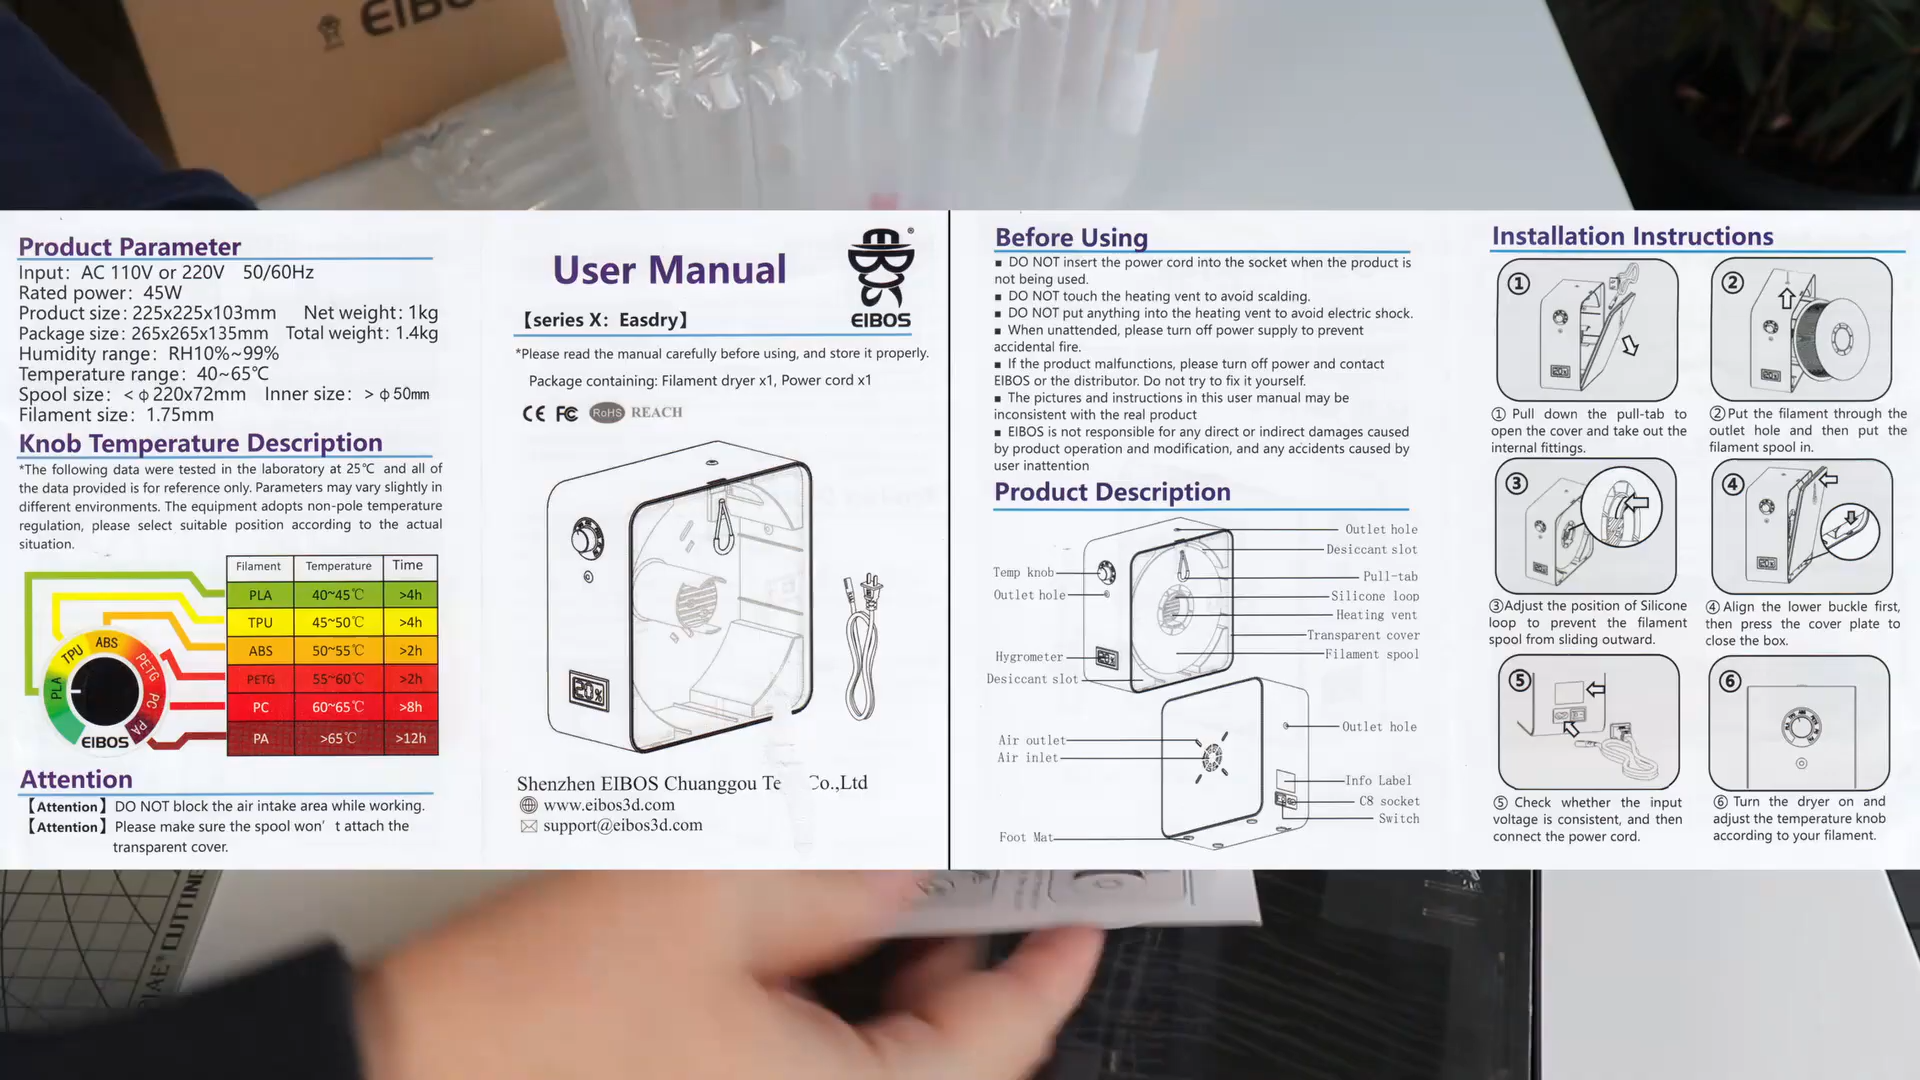 EIBOS
Product Parameter
Input: AC 110V or 220V 50/60Hz
Rated power: 45W
Product size: 225x225x103mm Net weight: 1kg
Package size: 265x265x135mm Total weight: 1.4kg
Humidity range: RH10%~99%
Temperature range: 40~65℃
Spool size: < φ220x72mm Inner size: > φ50mm
Filament size: 1.75mm
Knob Temperature Description
*The following data were tested in the laboratory at 25℃ and all of
the data provided is for reference only. Parameters may vary slightly in
different environments. The equipment adopts non-pole temperature
regulation, please select suitable position according to the actual
situation.
Filament Temperature Time
PLA 40~45℃ >4h
TPU 45~50℃ >4h
ABS 50~55℃ >2h
PETG 55~60℃ >2h
PC 60~65℃ >8h
PA >65℃ >12h
PLA
TPU
ABS
PETG
PC
PA
EIBOS
Attention
【Attention】DO NOT block the air intake area while working.
【Attention】Please make sure the spool won't attach the
transparent cover.
User Manual
EIBOS
【series X: Easdry】
*Please read the manual carefully before using, and store it properly.
Package containing: Filament dryer x1, Power cord x1
CE FC RoHS REACH
20%
Shenzhen EIBOS Chuanggou Te Co.,Ltd
www.eibos3d.com
support@eibos3d.com
Before Using
▪ DO NOT insert the power cord into the socket when the product is
not being used.
▪ DO NOT touch the heating vent to avoid scalding.
▪ DO NOT put anything into the heating vent to avoid electric shock.
▪ When unattended, please turn off power supply to prevent
accidental fire.
▪ If the product malfunctions, please turn off power and contact
EIBOS or the distributor. Do not try to fix it yourself.
▪ The pictures and instructions in this user manual may be
inconsistent with the real product
▪ EIBOS is not responsible for any direct or indirect damages caused
by product operation and modification, and any accidents caused by
user inattention
Product Description
Outlet hole
Desiccant slot
Temp knob
Pull-tab
Outlet hole
Silicone loop
Heating vent
Transparent cover
Hygrometer
Filament spool
Desiccant slot
Outlet hole
Air outlet
Air inlet
Info Label
C8 socket
Switch
Foot Mat
Installation Instructions
①
②
① Pull down the pull-tab to
open the cover and take out the
internal fittings.
②Put the filament through the
outlet hole and then put the
filament spool in.
③
④
③Adjust the position of Silicone
loop to prevent the filament
spool from sliding outward.
④ Align the lower buckle first,
then press the cover plate to
close the box.
⑤
⑥
⑤ Check whether the input
voltage is consistent, and then
connect the power cord.
⑥ Turn the dryer on and
adjust the temperature knob
according to your filament.
CUTTING